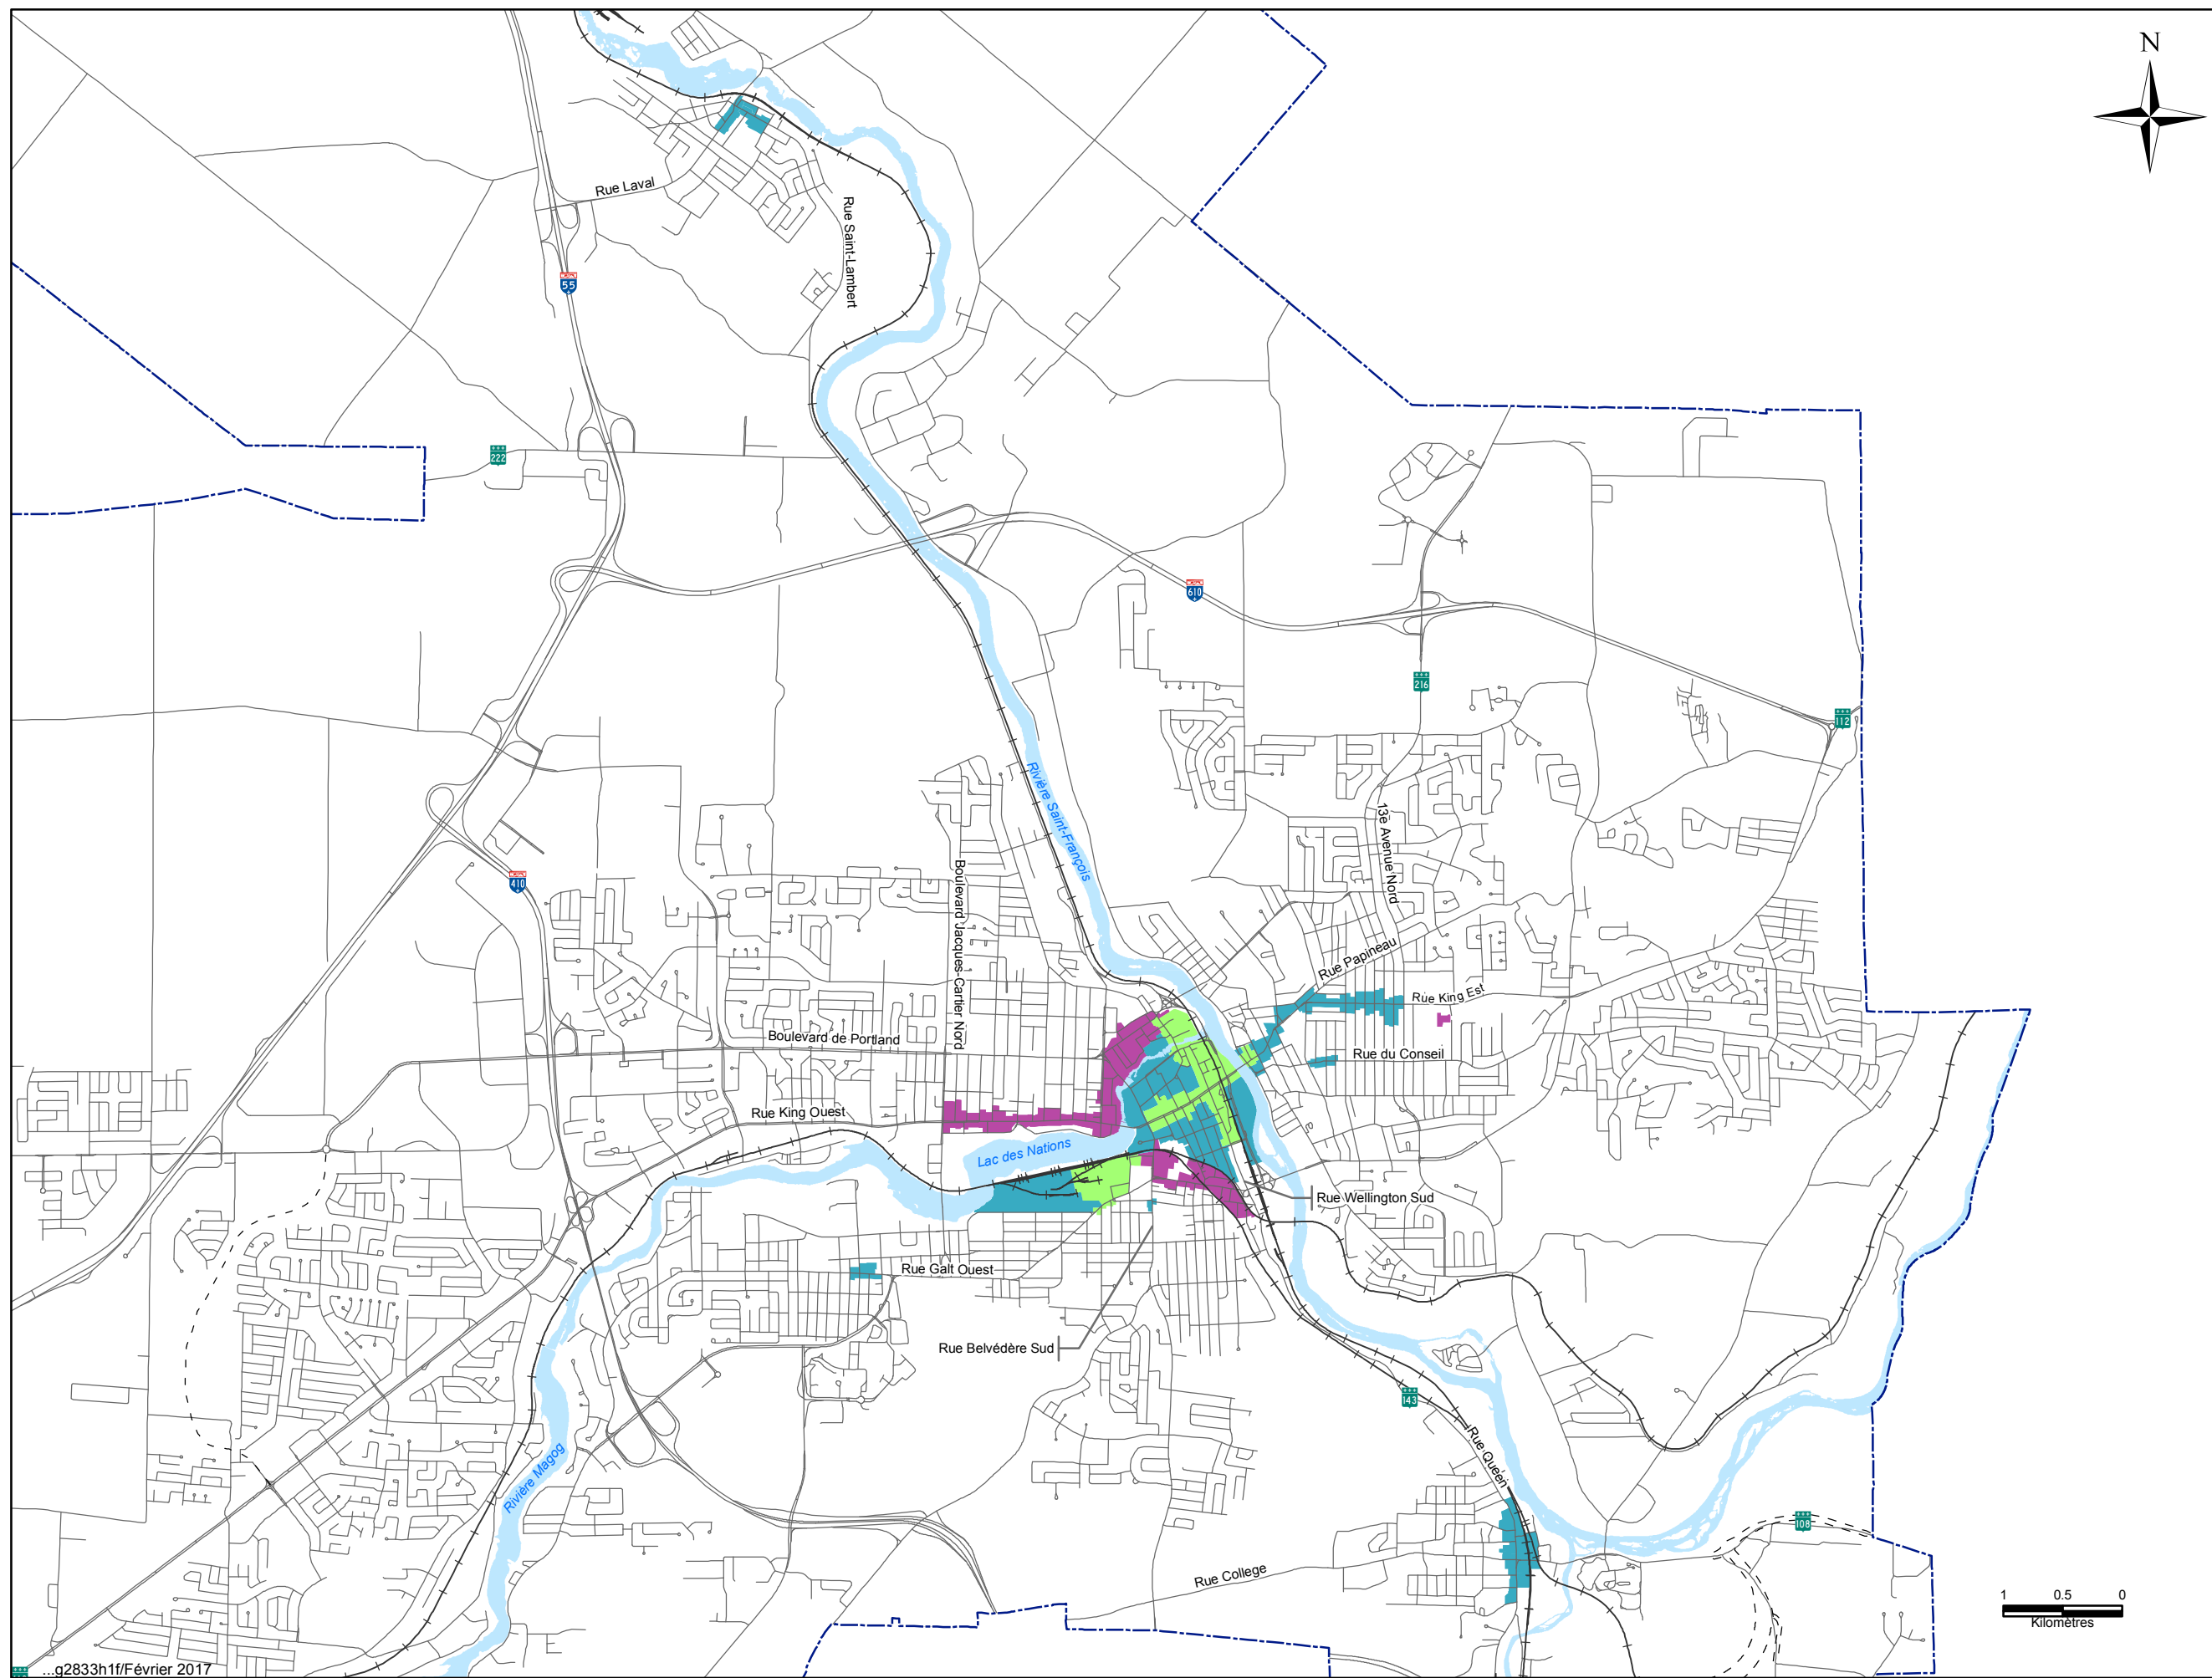 N
Rue Laval
Rue Saint-Lambert
55
222
610
216
112
Rivière Saint-François
13e Avenue Nord
Boulevard Jacques-Cartier Nord
410
Rue Papineau
Rue King Est
Boulevard de Portland
Rue du Conseil
Rue King Ouest
Lac des Nations
Rue Wellington Sud
Rue Galt Ouest
Rue Belvédère Sud
143
Rue Queen
Rivière Magog
108
Rue College
1 0.5 0
Kilomètres
...g2833h1f/Février 2017